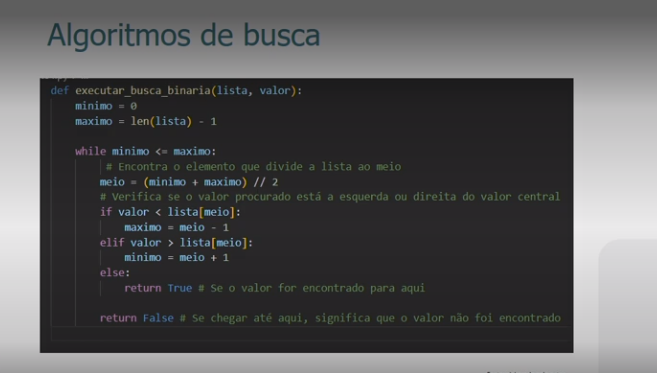 Algoritmos de busca
def executar_busca_binaria(lista, valor):
minimo = 0
maximo = len(lista) - 1
while minimo <= maximo:
# Encontra o elemento que divide a lista ao meio
meio = (minimo + maximo) // 2
# Verifica se o valor procurado está a esquerda ou direita do valor central
if valor < lista[meio]:
maximo = meio - 1
elif valor > lista[meio]:
minimo = meio + 1
else:
return True # Se o valor for encontrado para aqui
return False # Se chegar até aqui, significa que o valor não foi encontrado